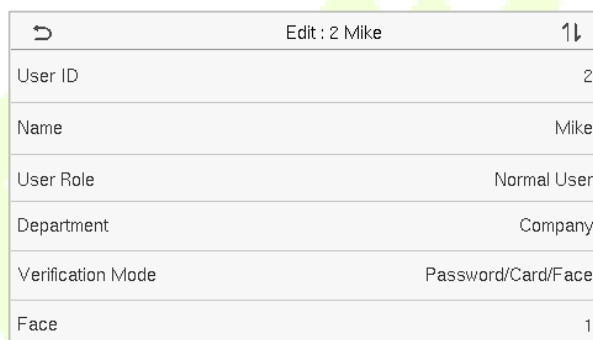 Edit : 2 Mike
User ID 2
Name Mike
User Role Normal User
Department Company
Verification Mode Password/Card/Face
Face 1